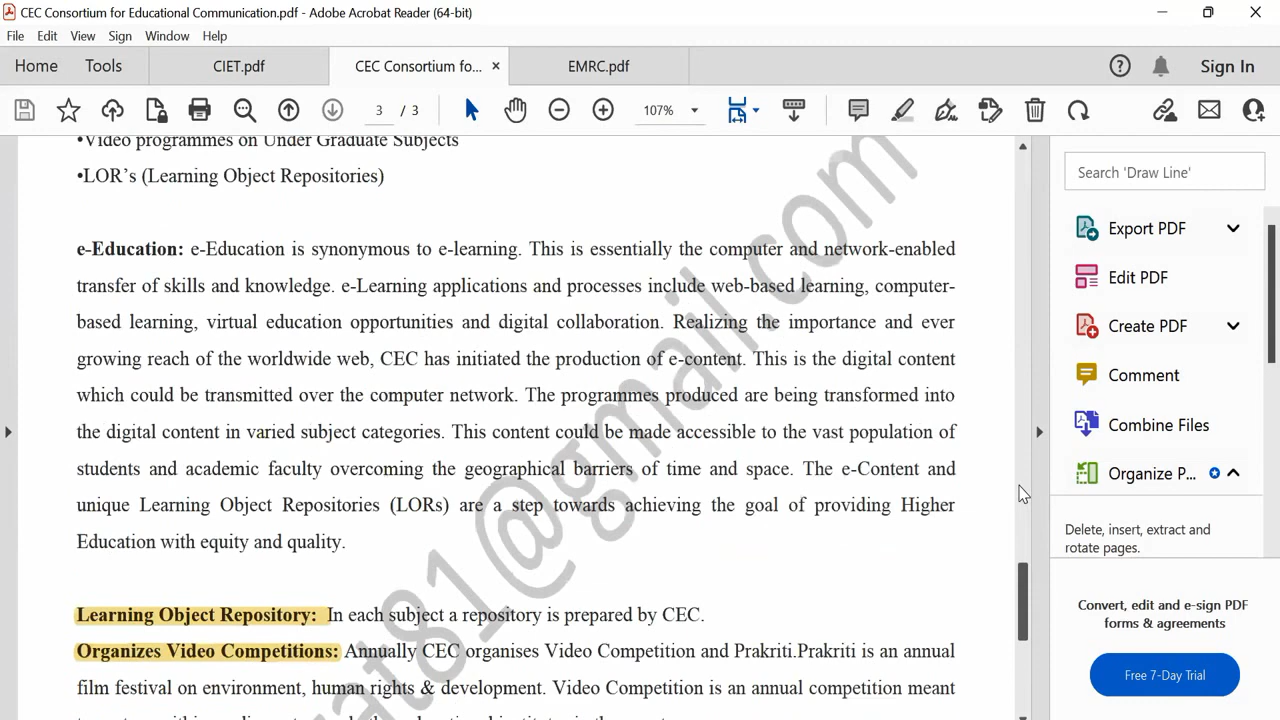 CEC Consortium for Educational Communication.pdf - Adobe Acrobat Reader (64-bit)
File Edit View Sign Window Help
Home Tools CIET.pdf CEC Consortium fo... × EMRC.pdf Sign In
3 / 3 107%
•Video programmes on Under Graduate Subjects
•LOR's (Learning Object Repositories)
e-Education: e-Education is synonymous to e-learning. This is essentially the computer and network-enabled
transfer of skills and knowledge. e-Learning applications and processes include web-based learning, computer-
based learning, virtual education opportunities and digital collaboration. Realizing the importance and ever
growing reach of the worldwide web, CEC has initiated the production of e-content. This is the digital content
which could be transmitted over the computer network. The programmes produced are being transformed into
the digital content in varied subject categories. This content could be made accessible to the vast population of
students and academic faculty overcoming the geographical barriers of time and space. The e-Content and
unique Learning Object Repositories (LORs) are a step towards achieving the goal of providing Higher
Education with equity and quality.
Learning Object Repository: In each subject a repository is prepared by CEC.
Organizes Video Competitions: Annually CEC organises Video Competition and Prakriti.Prakriti is an annual
film festival on environment, human rights & development. Video Competition is an annual competition meant
rat81@gmail.com
Search 'Draw Line'
Export PDF
Edit PDF
Create PDF
Comment
Combine Files
Organize P...
Delete, insert, extract and
rotate pages.
Convert, edit and e-sign PDF
forms & agreements
Free 7-Day Trial